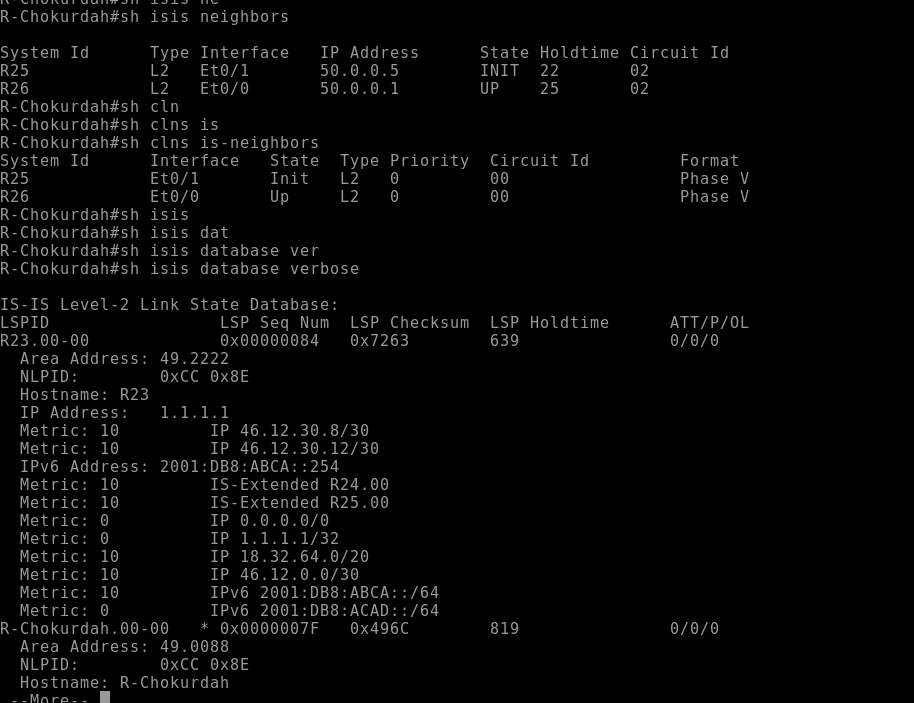 R-Chokurdah#sh isis ne
R-Chokurdah#sh isis neighbors
System Id      Type Interface   IP Address      State Holdtime Circuit Id
R25            L2   Et0/1       50.0.0.5        INIT  22       02
R26            L2   Et0/0       50.0.0.1        UP    25       02
R-Chokurdah#sh cln
R-Chokurdah#sh clns is
R-Chokurdah#sh clns is-neighbors
System Id      Interface   State  Type Priority  Circuit Id         Format
R25            Et0/1       Init   L2   0         00                 Phase V
R26            Et0/0       Up     L2   0         00                 Phase V
R-Chokurdah#sh isis
R-Chokurdah#sh isis dat
R-Chokurdah#sh isis database ver
R-Chokurdah#sh isis database verbose
IS-IS Level-2 Link State Database:
LSPID                 LSP Seq Num  LSP Checksum  LSP Holdtime      ATT/P/OL
R23.00-00             0x00000084   0x7263        639               0/0/0
  Area Address: 49.2222
  NLPID:        0xCC 0x8E
  Hostname: R23
  IP Address:   1.1.1.1
  Metric: 10         IP 46.12.30.8/30
  Metric: 10         IP 46.12.30.12/30
  IPv6 Address: 2001:DB8:ABCA::254
  Metric: 10         IS-Extended R24.00
  Metric: 10         IS-Extended R25.00
  Metric: 0          IP 0.0.0.0/0
  Metric: 0          IP 1.1.1.1/32
  Metric: 10         IP 18.32.64.0/20
  Metric: 10         IP 46.12.0.0/30
  Metric: 10         IPv6 2001:DB8:ABCA::/64
  Metric: 0          IPv6 2001:DB8:ACAD::/64
R-Chokurdah.00-00   * 0x0000007F   0x496C        819               0/0/0
  Area Address: 49.0088
  NLPID:        0xCC 0x8E
  Hostname: R-Chokurdah
 --More--